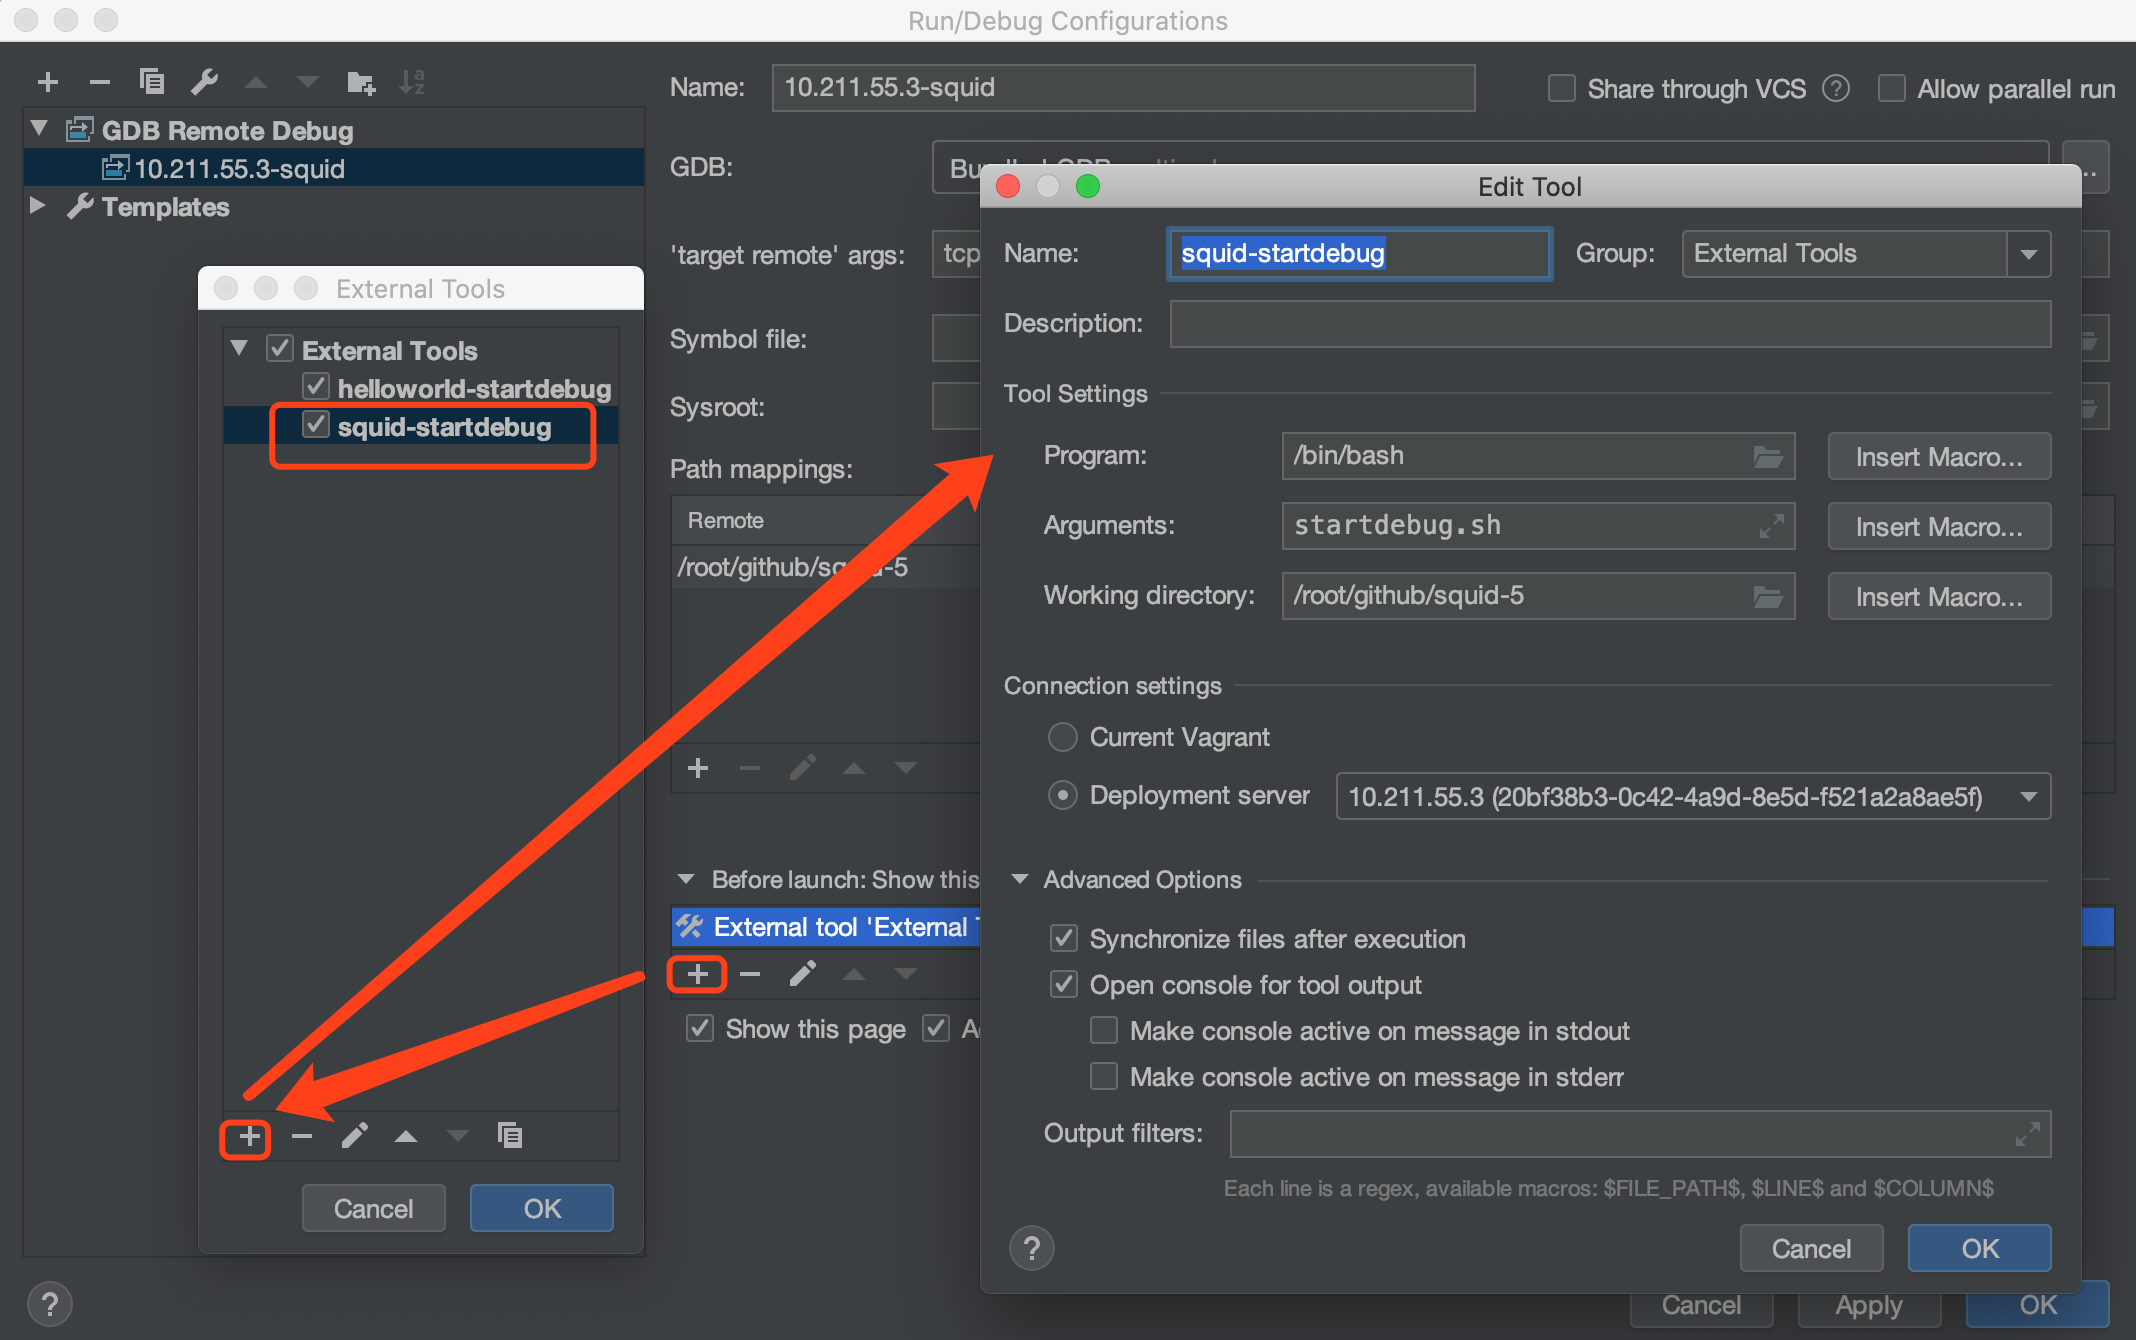 Run/Debug Configurations
GDB Remote Debug
10.211.55.3-squid
Templates
Name: 10.211.55.3-squid Share through VCS ? Allow parallel run
GDB:
'target remote' args: tcp
Symbol file:
Sysroot:
Path mappings:
Remote
/root/github/squid-5
Before launch: Show this
External tool 'External
Show this page
External Tools
External Tools
helloworld-startdebug
squid-startdebug
Cancel OK
Edit Tool
Name: squid-startdebug Group: External Tools
Description:
Tool Settings
Program: /bin/bash Insert Macro...
Arguments: startdebug.sh Insert Macro...
Working directory: /root/github/squid-5 Insert Macro...
Connection settings
Current Vagrant
Deployment server 10.211.55.3 (20bf38b3-0c42-4a9d-8e5d-f521a2a8ae5f)
Advanced Options
Synchronize files after execution
Open console for tool output
Make console active on message in stdout
Make console active on message in stderr
Output filters:
Each line is a regex, available macros: $FILE_PATH$, $LINE$ and $COLUMN$
? Cancel OK
? Cancel Apply OK